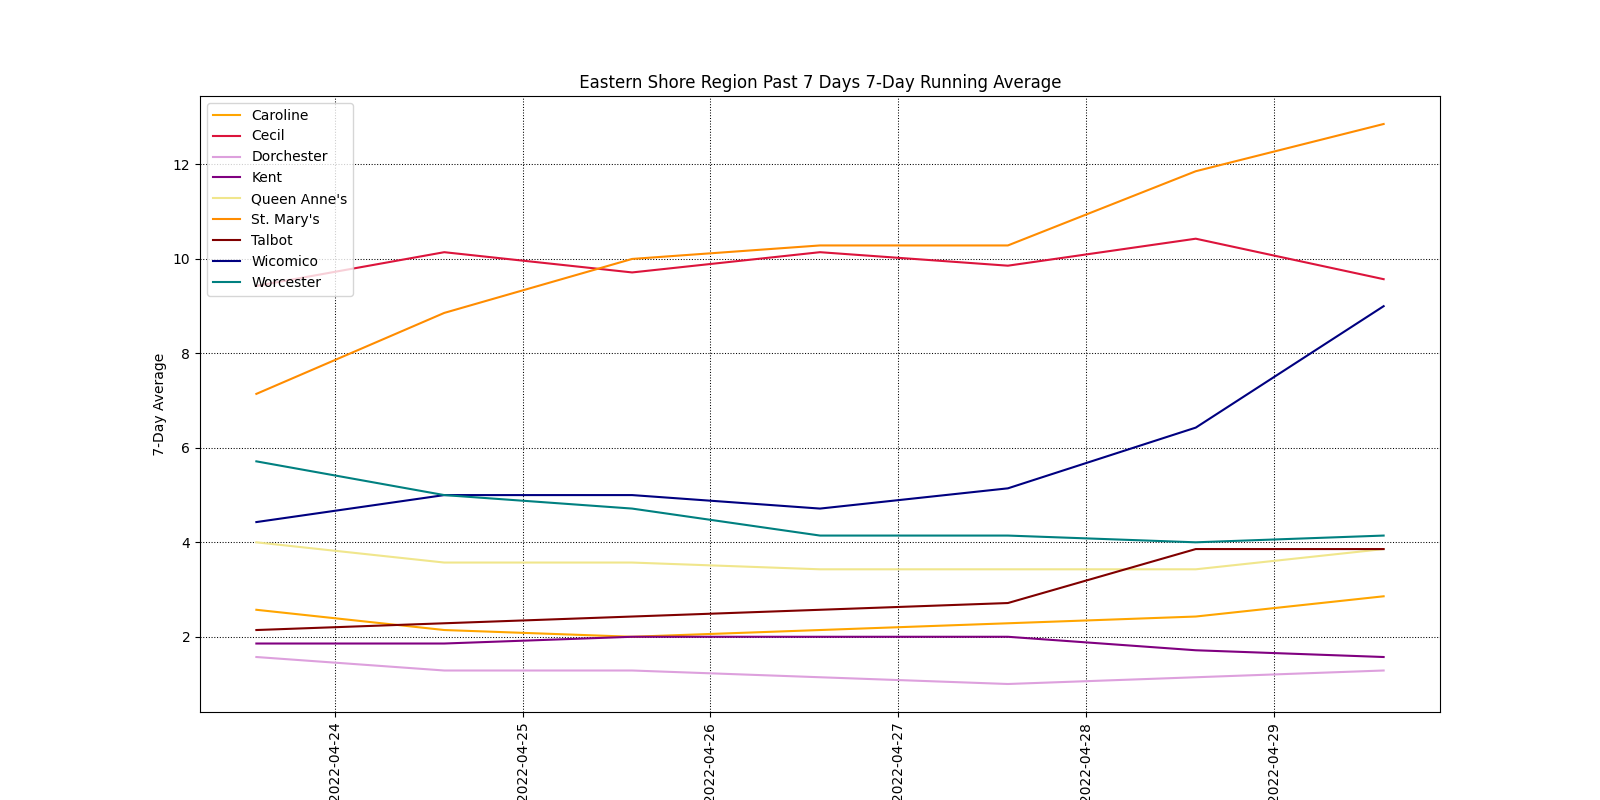 Eastern Shore Region Past 7 Days 7-Day Running Average
Caroline
Cecil
Dorchester
Kent
Queen Anne's
St. Mary's
Talbot
Wicomico
Worcester
12
10
8
6
4
2
7-Day Average
2022-04-24
2022-04-25
2022-04-26
2022-04-27
2022-04-28
2022-04-29